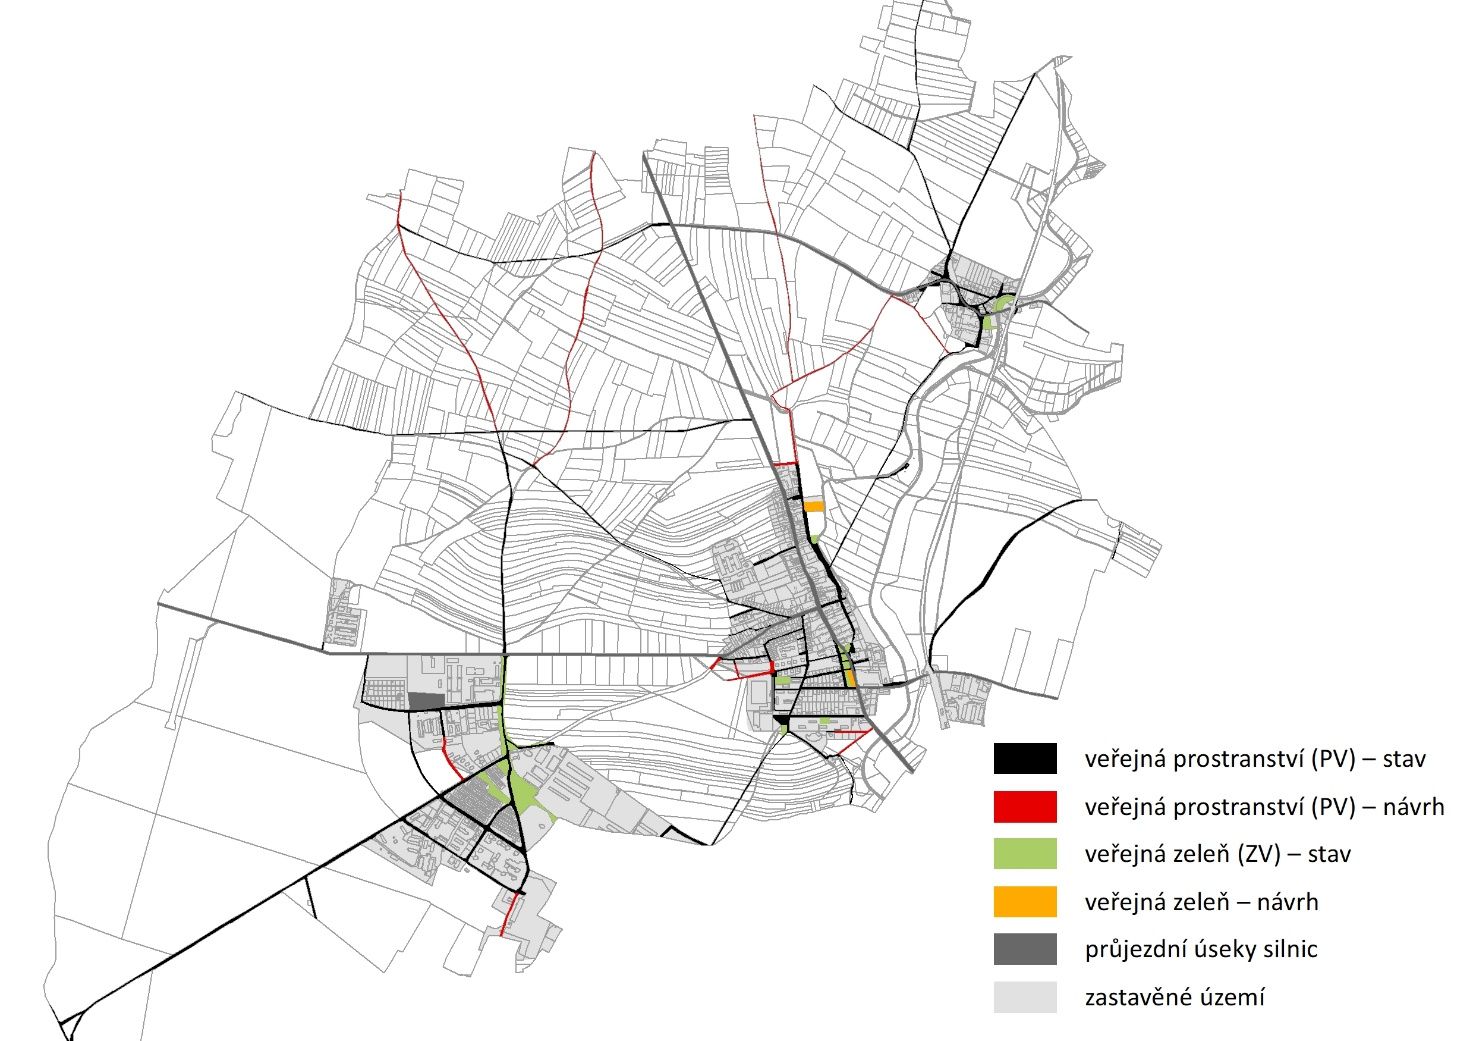 veřejná prostranství (PV) – stav
veřejná prostranství (PV) – návrh
veřejná zeleň (ZV) – stav
veřejná zeleň – návrh
průjezdní úseky silnic
zastavěné území